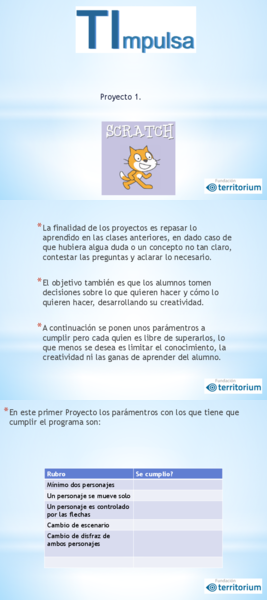 TImpulsa
Proyecto 1.
SCRATCH
Fundación
territorium
* La finalidad de los proyectos es repasar lo
aprendido en las clases anteriores, en dado caso de
que hubiera algua duda o un concepto no tan claro,
contestar las preguntas y aclarar lo necesario.
* El objetivo también es que los alumnos tomen
decisiones sobre lo que quieren hacer y cómo lo
quieren hacer, desarrollando su creatividad.
* A continuación se ponen unos parámentros a
cumplir pero cada quien es libre de superarlos, lo
que menos se desea es limitar el conocimiento, la
creatividad ni las ganas de aprender del alumno.
Fundación
territorium
* En este primer Proyecto los parámentros con los que tiene que
cumplir el programa son:
Rubro Se cumplio?
Mínimo dos personajes
Un personaje se mueve solo
Un personaje es controlado
por las flechas
Cambio de escenario
Cambio de disfraz de
ambos personajes
Fundación
territorium